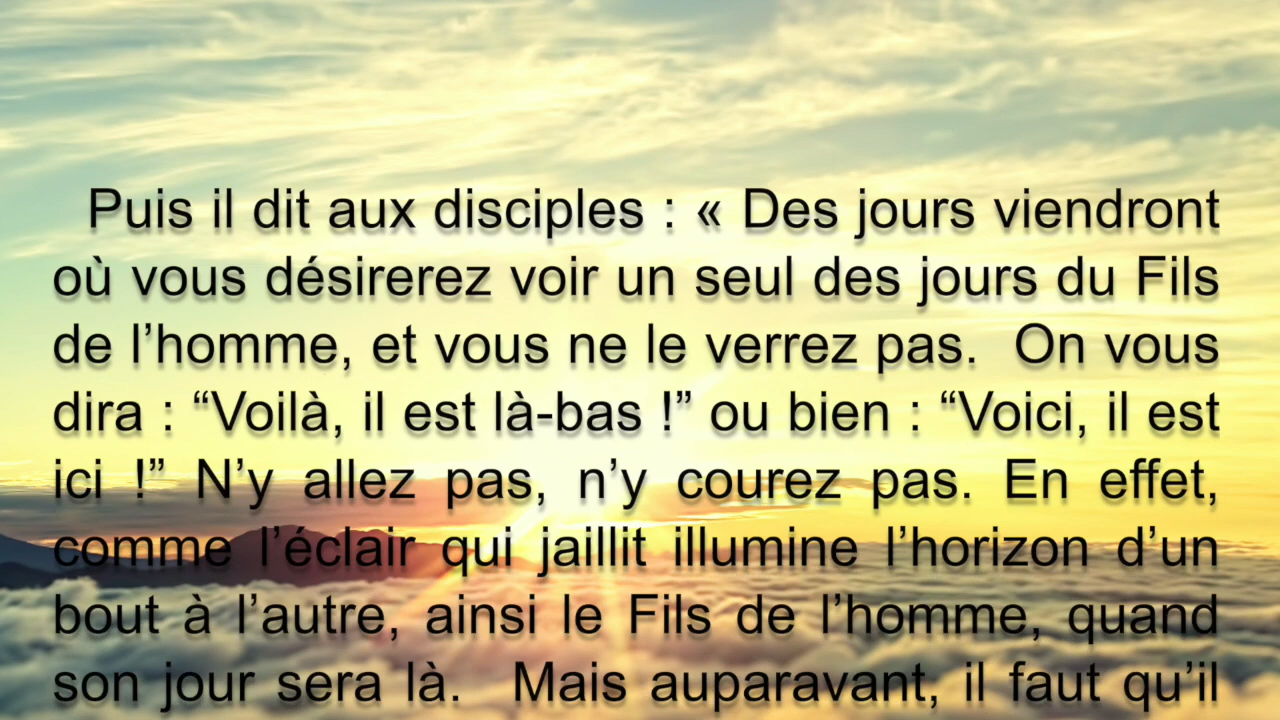 Puis il dit aux disciples : « Des jours viendront
où vous désirerez voir un seul des jours du Fils
de l’homme, et vous ne le verrez pas. On vous
dira : “Voilà, il est là-bas !” ou bien : “Voici, il est
ici !” N’y allez pas, n’y courez pas. En effet,
comme l’éclair qui jaillit illumine l’horizon d’un
bout à l’autre, ainsi le Fils de l’homme, quand
son jour sera là. Mais auparavant, il faut qu’il